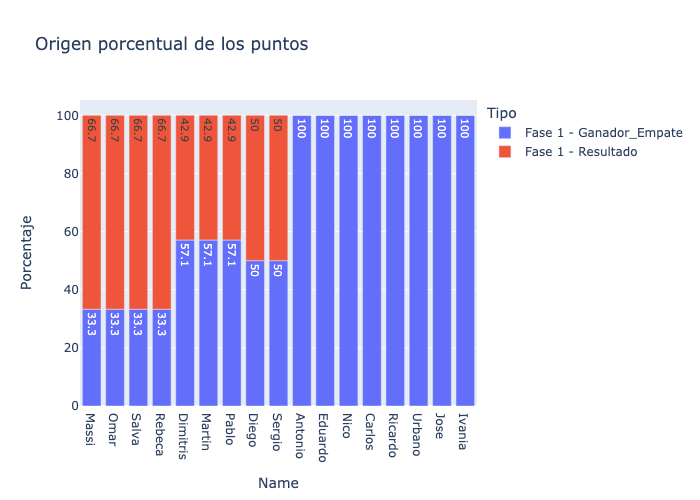 Origen porcentual de los puntos
Tipo
Fase 1 - Ganador_Empate
Fase 1 - Resultado
Porcentaje
100
80
60
40
20
0
66.7
66.7
66.7
66.7
42.9
42.9
42.9
50
50
33.3
33.3
33.3
33.3
57.1
57.1
57.1
50
50
100
100
100
100
100
100
100
100
Massi
Omar
Salva
Rebeca
Dimitris
Martin
Pablo
Diego
Sergio
Antonio
Eduardo
Nico
Carlos
Ricardo
Urbano
Jose
Ivania
Name